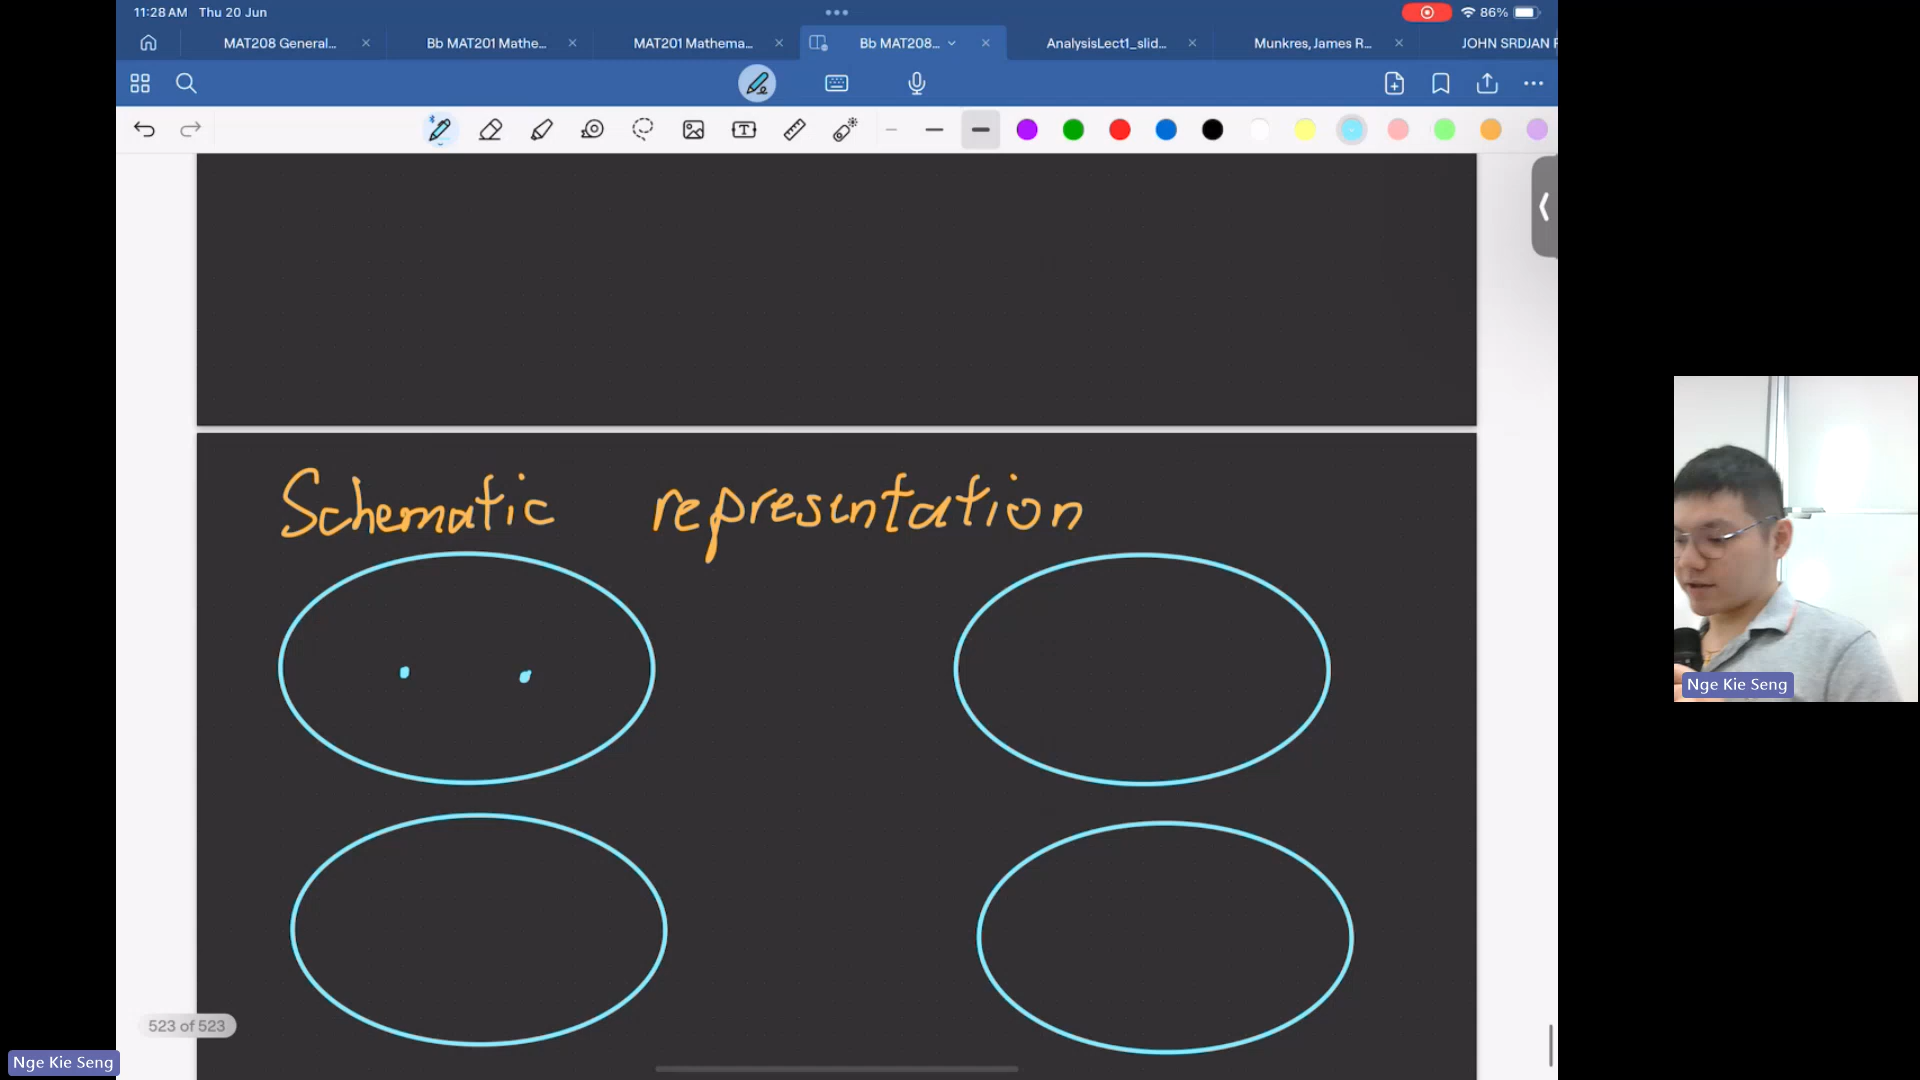 11:28 AM Thu 20 Jun
86%
MAT208 General...
Bb MAT201 Mathe...
MAT201 Mathema...
Bb MAT208...
AnalysisLect1_slid...
Munkres, James R...
JOHN SRDJAN
Schematic representation
523 of 523
Nge Kie Seng
Nge Kie Seng